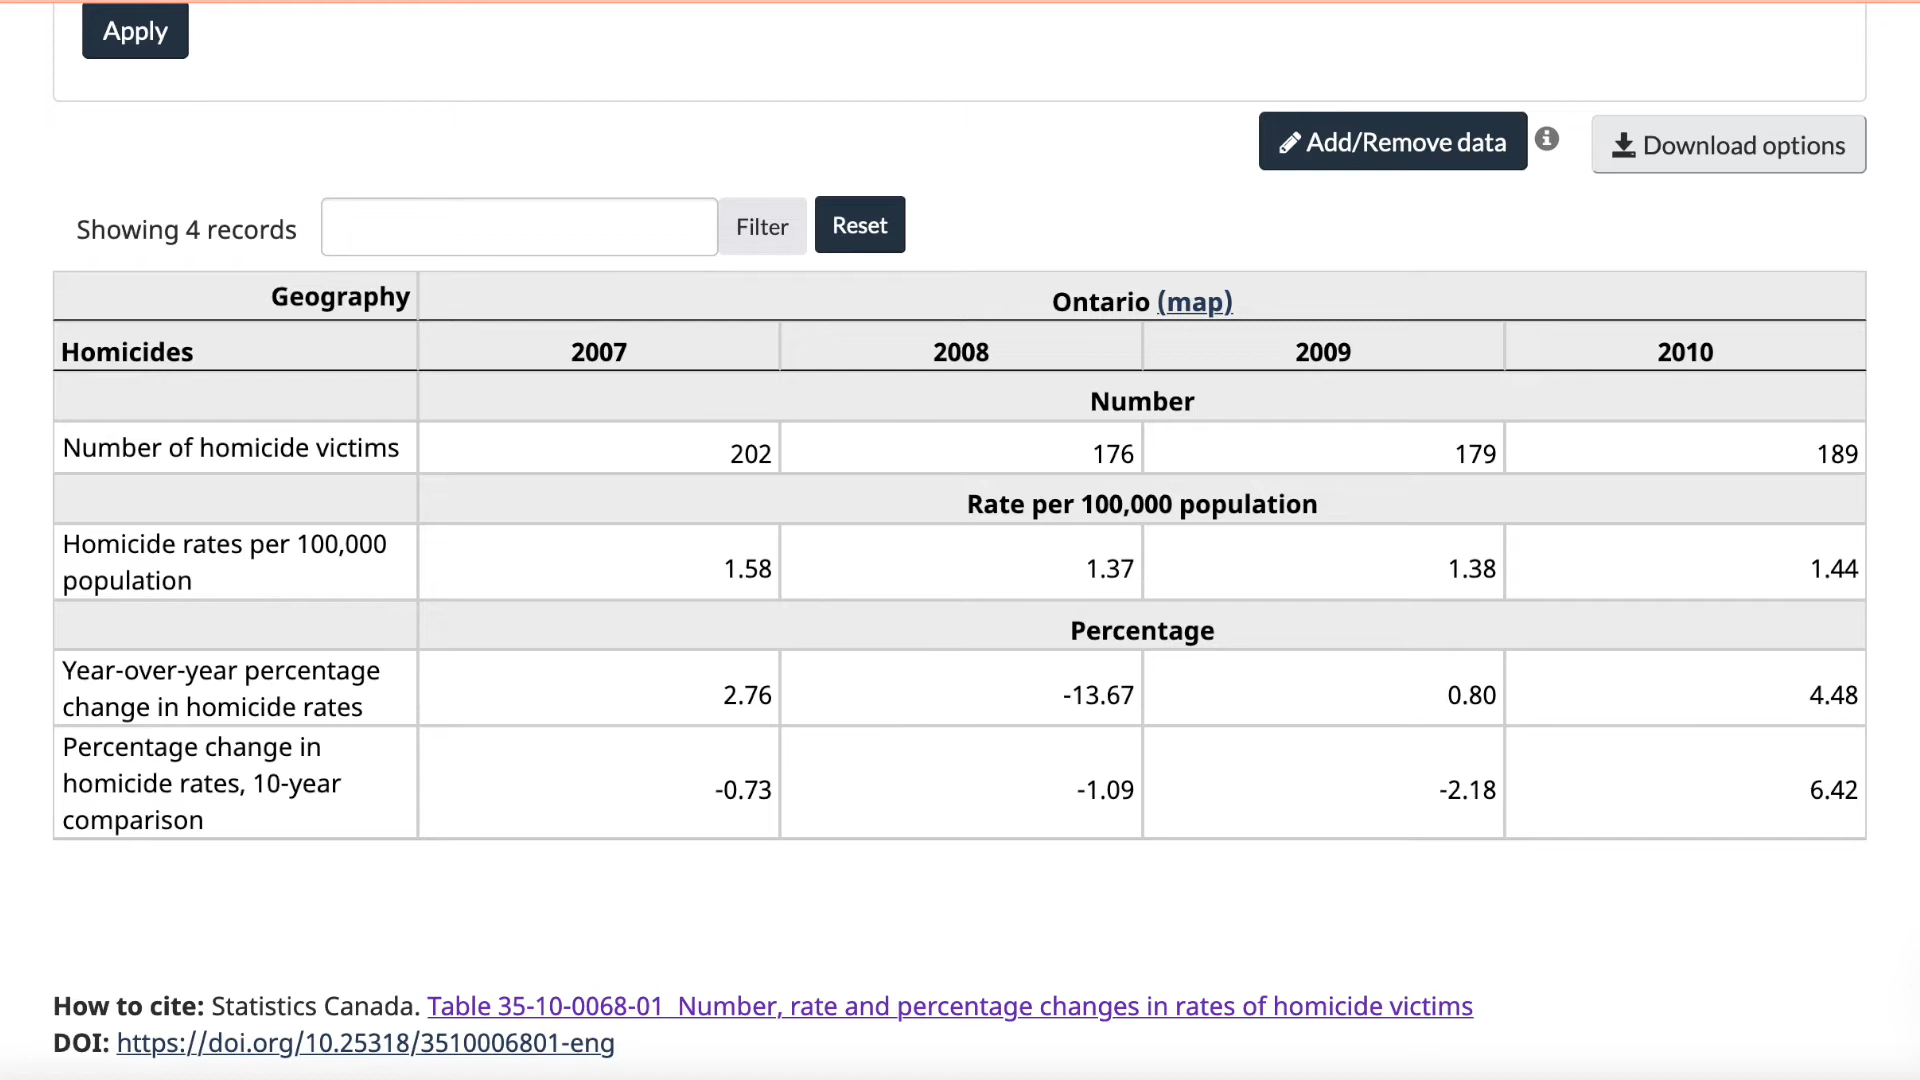 Apply
Add/Remove data
Download options
Showing 4 records
Filter
Reset
Geography
Ontario (map)
Homicides 2007 2008 2009 2010
Number
Number of homicide victims 202 176 179 189
Rate per 100,000 population
Homicide rates per 100,000
population 1.58 1.37 1.38 1.44
Percentage
Year-over-year percentage
change in homicide rates 2.76 -13.67 0.80 4.48
Percentage change in
homicide rates, 10-year
comparison -0.73 -1.09 -2.18 6.42
How to cite: Statistics Canada. Table 35-10-0068-01 Number, rate and percentage changes in rates of homicide victims
DOI: https://doi.org/10.25318/3510006801-eng